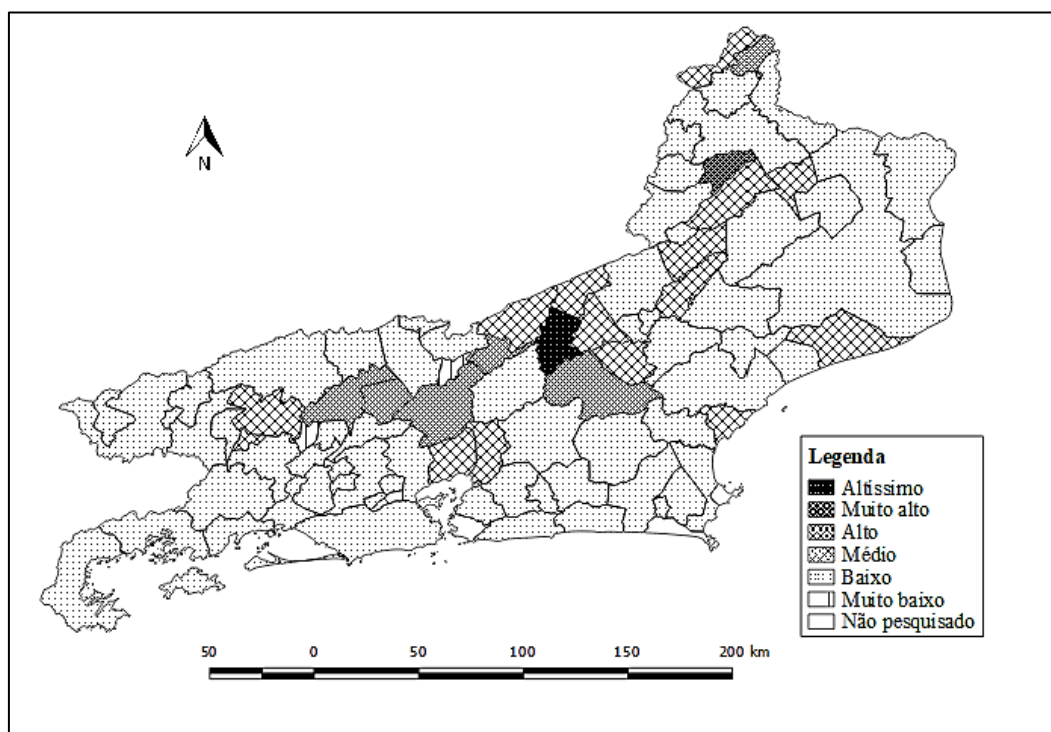 N
Legenda
Altíssimo
Muito alto
Alto
Médio
Baixo
Muito baixo
Não pesquisado
50 0 50 100 150 200 km